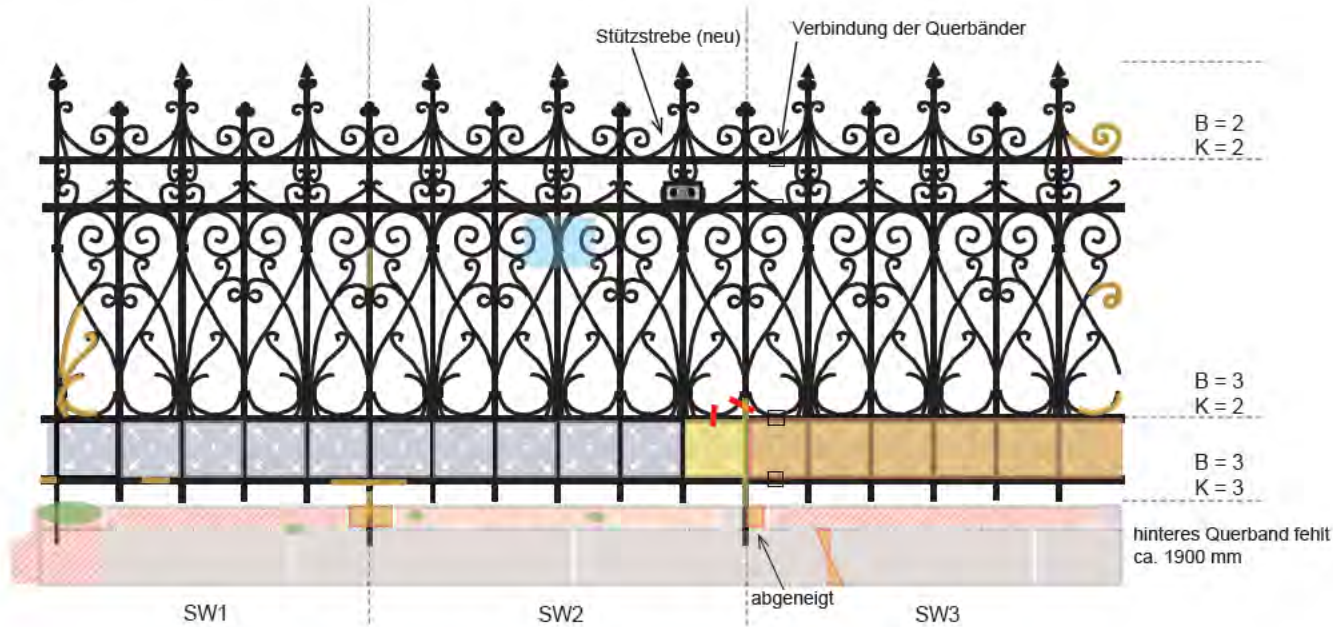 Stützstrebe (neu)
Verbindung der Querbänder
B = 2
K = 2
B = 3
K = 2
B = 3
K = 3
hinteres Querband fehlt
ca. 1900 mm
abgeneigt
SW1
SW2
SW3